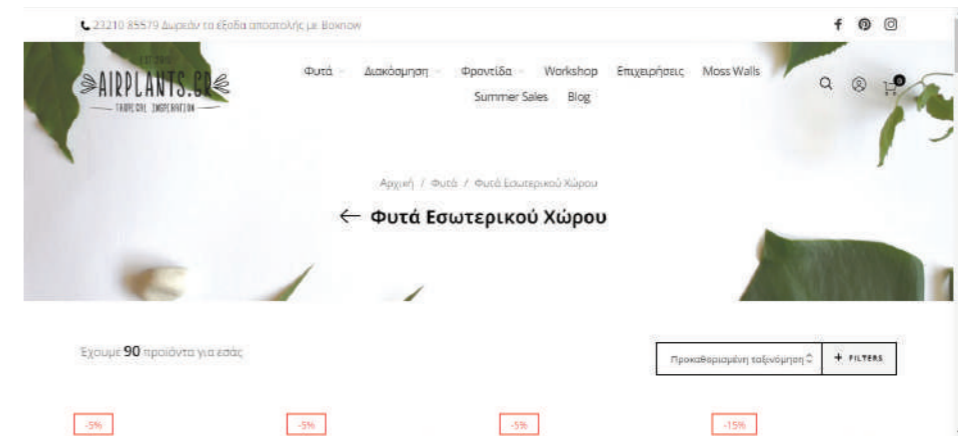 23210 85579 Δωρεάν τα έξοδα αποστολής με Boxnow
AIRPLANTS.GR
TROPICAL INSPIRATION
Φυτά Διακόσμηση Φροντίδα Workshop Επιχειρήσεις Moss Walls
Summer Sales Blog
0
Αρχική / Φυτά / Φυτά Εσωτερικού Χώρου
← Φυτά Εσωτερικού Χώρου
Έχουμε 90 προϊόντα για εσάς
Προκαθορισμένη ταξινόμηση + FILTERS
-5% -5% -5% -15%